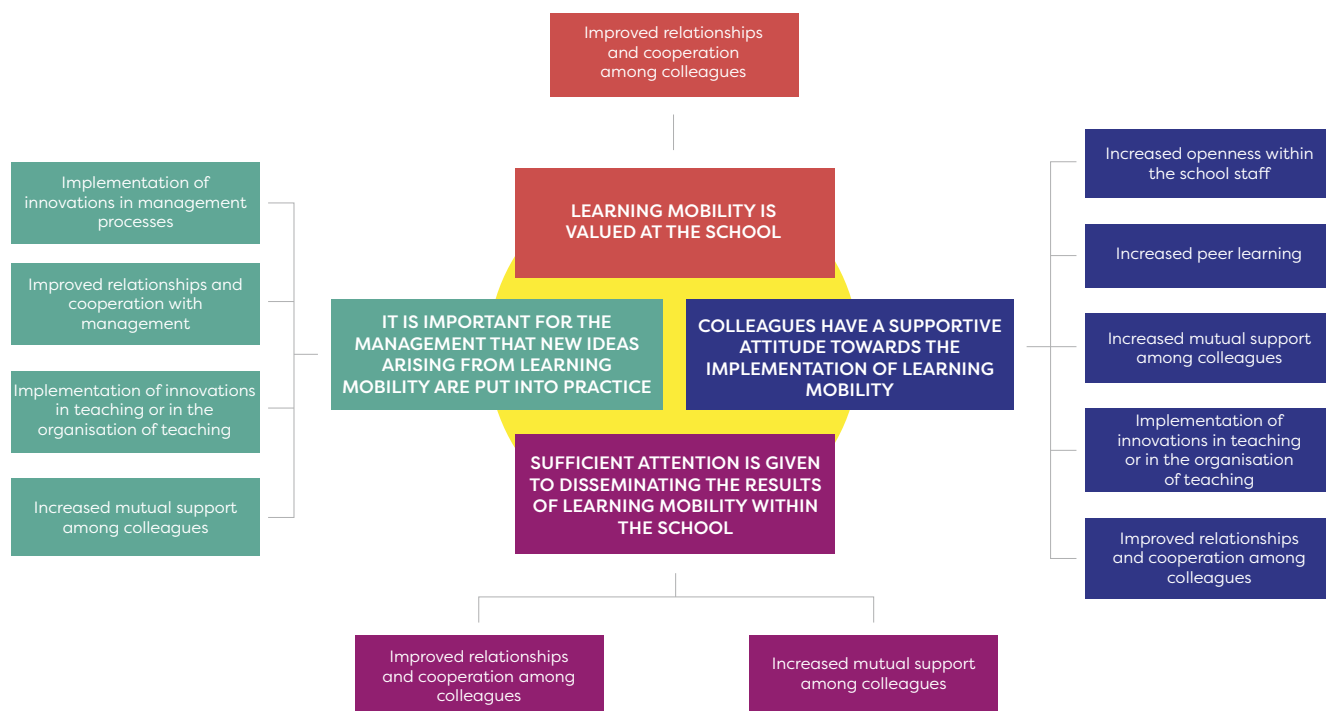 Improved relationships
and cooperation
among colleagues
LEARNING MOBILITY IS
VALUED AT THE SCHOOL
Implementation of
innovations in management
processes
Improved relationships and
cooperation with
management
Implementation of innovations
in teaching or in the
organisation of teaching
Increased mutual support
among colleagues
IT IS IMPORTANT FOR THE
MANAGEMENT THAT NEW IDEAS
ARISING FROM LEARNING
MOBILITY ARE PUT INTO PRACTICE
COLLEAGUES HAVE A SUPPORTIVE
ATTITUDE TOWARDS THE
IMPLEMENTATION OF LEARNING
MOBILITY
Increased openness within
the school staff
Increased peer learning
Increased mutual support
among colleagues
Implementation of
innovations in teaching
or in the organisation
of teaching
Improved relationships
and cooperation among
colleagues
SUFFICIENT ATTENTION IS GIVEN
TO DISSEMINATING THE RESULTS
OF LEARNING MOBILITY WITHIN
THE SCHOOL
Improved relationships
and cooperation among
colleagues
Increased mutual support
among colleagues